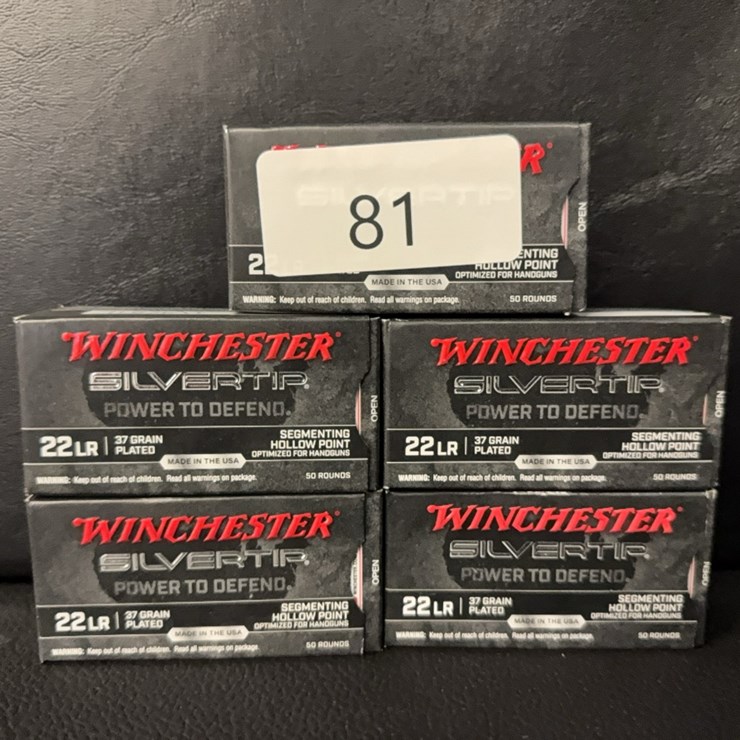 R®
81
22
ENTING
HOLLOW POINT
OPTIMIZED FOR HANDGUNS
MADE IN THE USA
WARNING: Keep out of reach of children. Read all warnings on package.
50 ROUNDS
OPEN
WINCHESTER®
SILVERTIP®
POWER TO DEFEND®
22 LR 37 GRAIN
PLATED
SEGMENTING
HOLLOW POINT
OPTIMIZED FOR HANDGUNS
MADE IN THE USA
WARNING: Keep out of reach of children. Read all warnings on package.
50 ROUNDS
OPEN
WINCHESTER®
SILVERTIP®
POWER TO DEFEND®
22 LR 37 GRAIN
PLATED
SEGMENTING
HOLLOW POINT
OPTIMIZED FOR HANDGUNS
MADE IN THE USA
WARNING: Keep out of reach of children. Read all warnings on package.
50 ROUNDS
OPEN
WINCHESTER®
SILVERTIP®
POWER TO DEFEND®
22 LR 37 GRAIN
PLATED
SEGMENTING
HOLLOW POINT
OPTIMIZED FOR HANDGUNS
MADE IN THE USA
WARNING: Keep out of reach of children. Read all warnings on package.
50 ROUNDS
OPEN
WINCHESTER®
SILVERTIP®
POWER TO DEFEND®
22 LR 37 GRAIN
PLATED
SEGMENTING
HOLLOW POINT
OPTIMIZED FOR HANDGUNS
MADE IN THE USA
WARNING: Keep out of reach of children. Read all warnings on package.
50 ROUNDS
OPEN